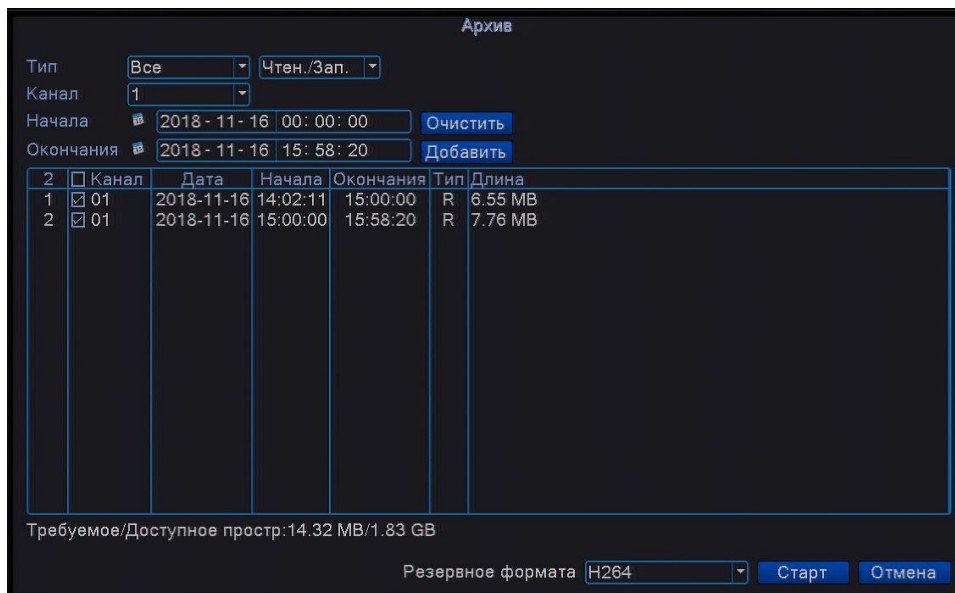 Архив
Тип Все Чтен./Зап.
Канал 1
Начала 2018-11-16 00:00:00 Очистить
Окончания 2018-11-16 15:58:20 Добавить
2 Канал Дата Начала Окончания Тип Длина
1 01 2018-11-16 14:02:11 15:00:00 R 6.55 MB
2 01 2018-11-16 15:00:00 15:58:20 R 7.76 MB
Требуемое/Доступное простр:14.32 MB/1.83 GB
Резервное формата H264 Старт Отмена